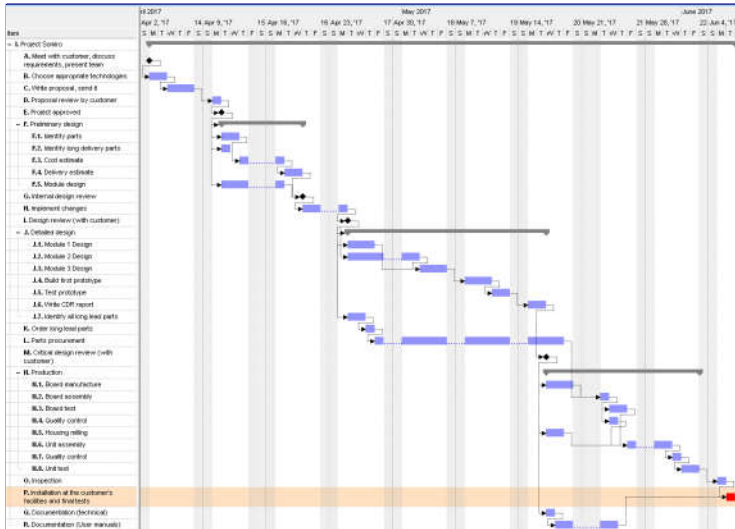 May 2017
June 2017
Apr 2, '17
14 Apr 9, '17
15 Apr 16, '17
16 Apr 23, '17
17 Apr 30, '17
18 May 7, '17
19 May 14, '17
20 May 21, '17
21 May 28, '17
22 Jun 4, '17
Item
S M T W T F S S M T W T F S S M T W T F S S M T W T F S S M T W T F S S M T W T F S S M T W T F S S M T W T F S S M T W T F S S M T
A. Meet with customer, discuss
requirements, present team
B. Choose appropriate technologies
C. Write proposal, send it
D. Proposal review by customer
E. Project approved
F. Preliminary design
F.1. Identify parts
F.2. Identify long delivery parts
F.3. Cost estimate
F.4. Delivery estimate
F.5. Module design
G. Internal design review
H. Implement changes
I. Design review (with customer)
J. Detailed design
J.1. Module 1 Design
J.2. Module 2 Design
J.3. Module 3 Design
J.4. Build first prototype
J.5. Test prototype
J.6. Write CDR report
J.7. Identify all long lead parts
K. Order long lead parts
L. Parts procurement
M. Critical design review (with
customer)
N. Production
N.1. Board manufacture
N.2. Board assembly
N.3. Board test
N.4. Quality control
N.5. Housing milling
N.6. Unit assembly
N.7. Quality control
N.8. Unit test
O. Inspection
P. Installation at the customer's
facilities and final tests
Q. Documentation (technical)
R. Documentation (User manuals)